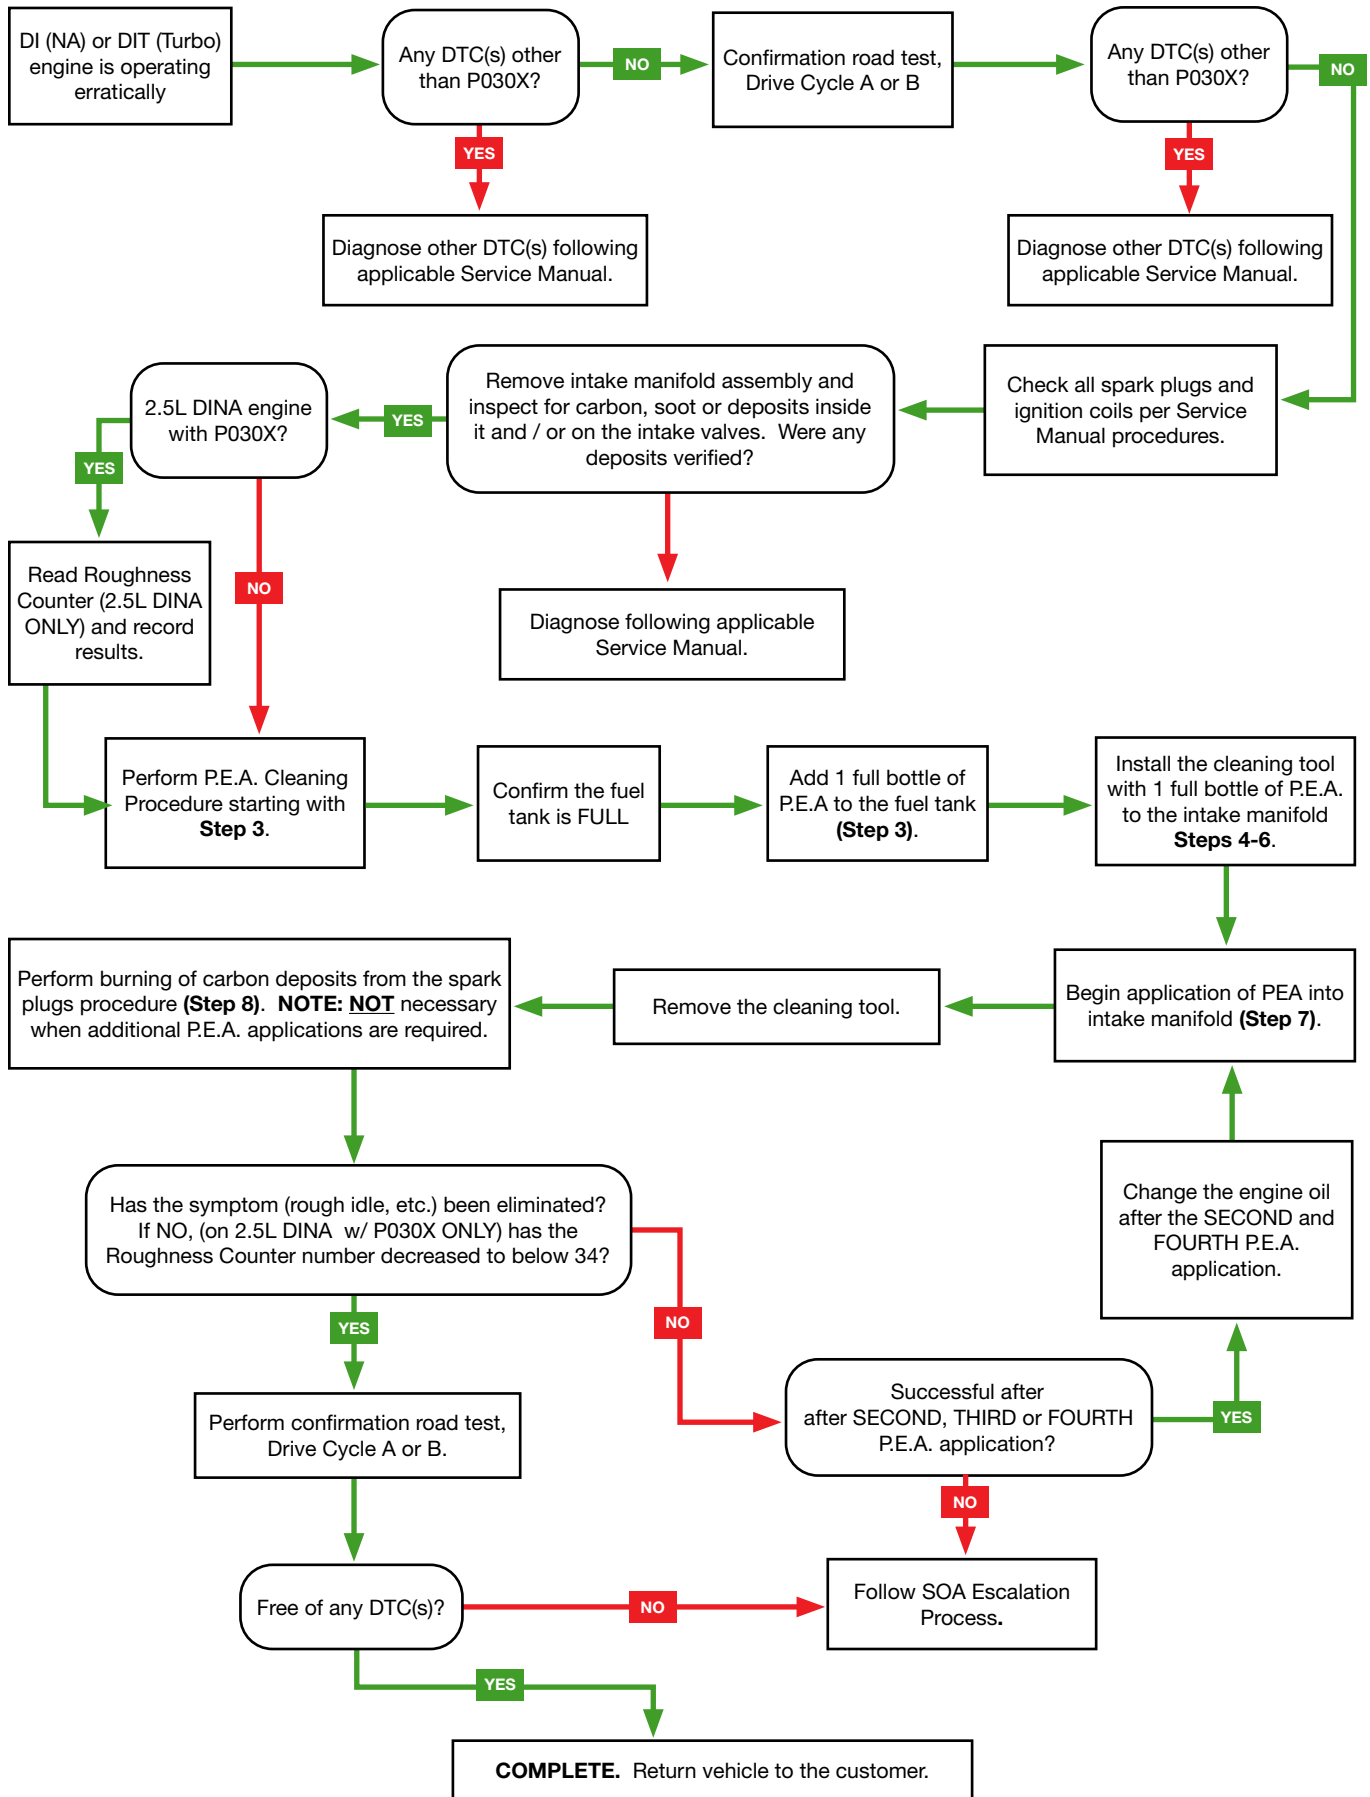 DI (NA) or DIT (Turbo)
engine is operating
erratically
Any DTC(s) other
than P030X?
NO
Confirmation road test,
Drive Cycle A or B
Any DTC(s) other
than P030X?
NO
YES
YES
Diagnose other DTC(s) following
applicable Service Manual.
Diagnose other DTC(s) following
applicable Service Manual.
Check all spark plugs and
ignition coils per Service
Manual procedures.
Remove intake manifold assembly and
inspect for carbon, soot or deposits inside
it and / or on the intake valves.  Were any
deposits verified?
YES
2.5L DINA engine
with P030X?
YES
NO
Read Roughness
Counter (2.5L DINA
ONLY) and record
results.
Diagnose following applicable
Service Manual.
Perform P.E.A. Cleaning
Procedure starting with
Step 3.
Confirm the fuel
tank is FULL
Add 1 full bottle of
P.E.A to the fuel tank
(Step 3).
Install the cleaning tool
with 1 full bottle of P.E.A.
to the intake manifold
Steps 4-6.
Begin application of PEA into
intake manifold (Step 7).
Remove the cleaning tool.
Perform burning of carbon deposits from the spark
plugs procedure (Step 8).  NOTE: NOT necessary
when additional P.E.A. applications are required.
Has the symptom (rough idle, etc.) been eliminated?
If NO, (on 2.5L DINA  w/ P030X ONLY) has the
Roughness Counter number decreased to below 34?
YES
NO
Change the engine oil
after the SECOND and
FOURTH P.E.A.
application.
Successful after
after SECOND, THIRD or FOURTH
P.E.A. application?
YES
NO
Perform confirmation road test,
Drive Cycle A or B.
Free of any DTC(s)?
NO
Follow SOA Escalation
Process.
YES
COMPLETE.  Return vehicle to the customer.